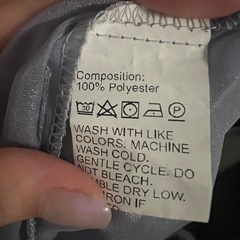 Composition:
100% Polyester
P
WASH WITH LIKE
COLORS. MACHINE
WASH COLD.
GENTLE CYCLE. DO
NOT BLEACH.
MBLE DRY LOW.
IRON IF